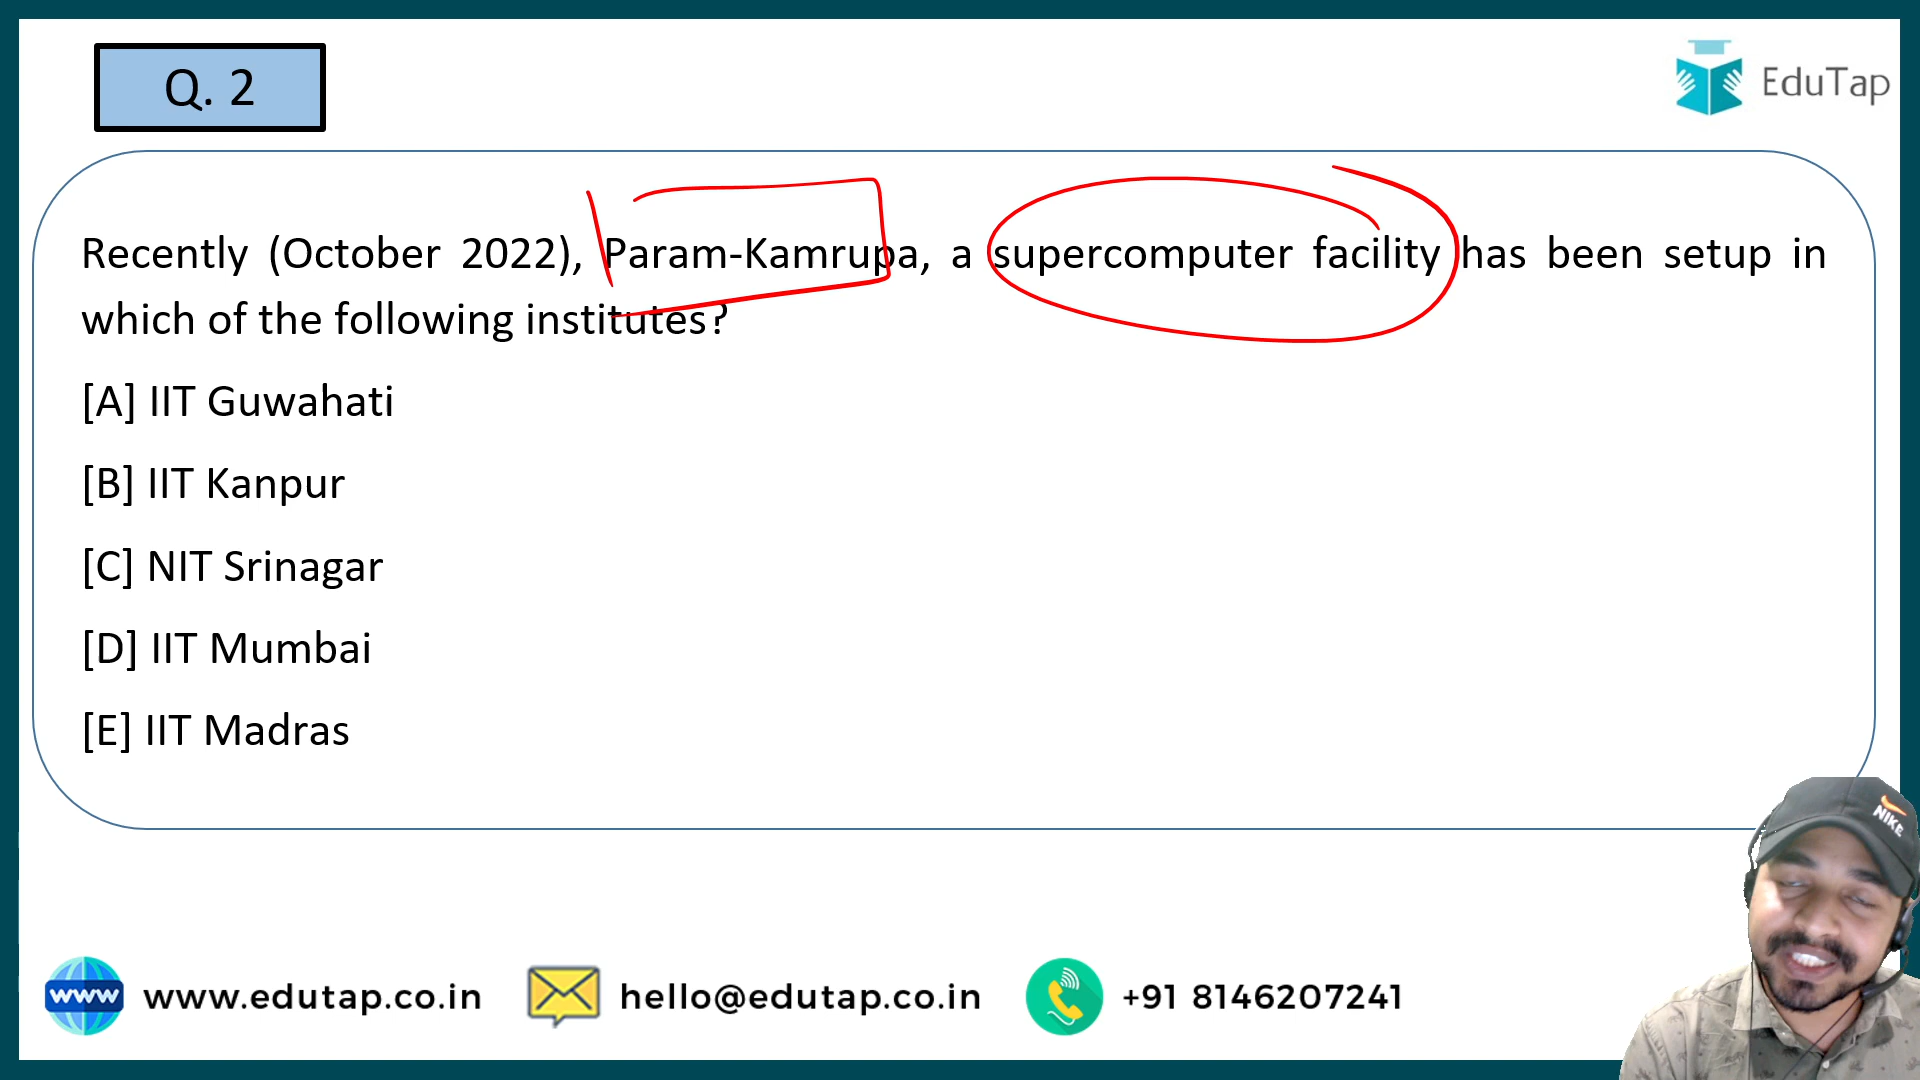 Q. 2
EduTap
Recently (October 2022), Param-Kamrupa, a supercomputer facility has been setup in
which of the following institutes?
[A] IIT Guwahati
[B] IIT Kanpur
[C] NIT Srinagar
[D] IIT Mumbai
[E] IIT Madras
NIKE
www www.edutap.co.in hello@edutap.co.in +91 8146207241